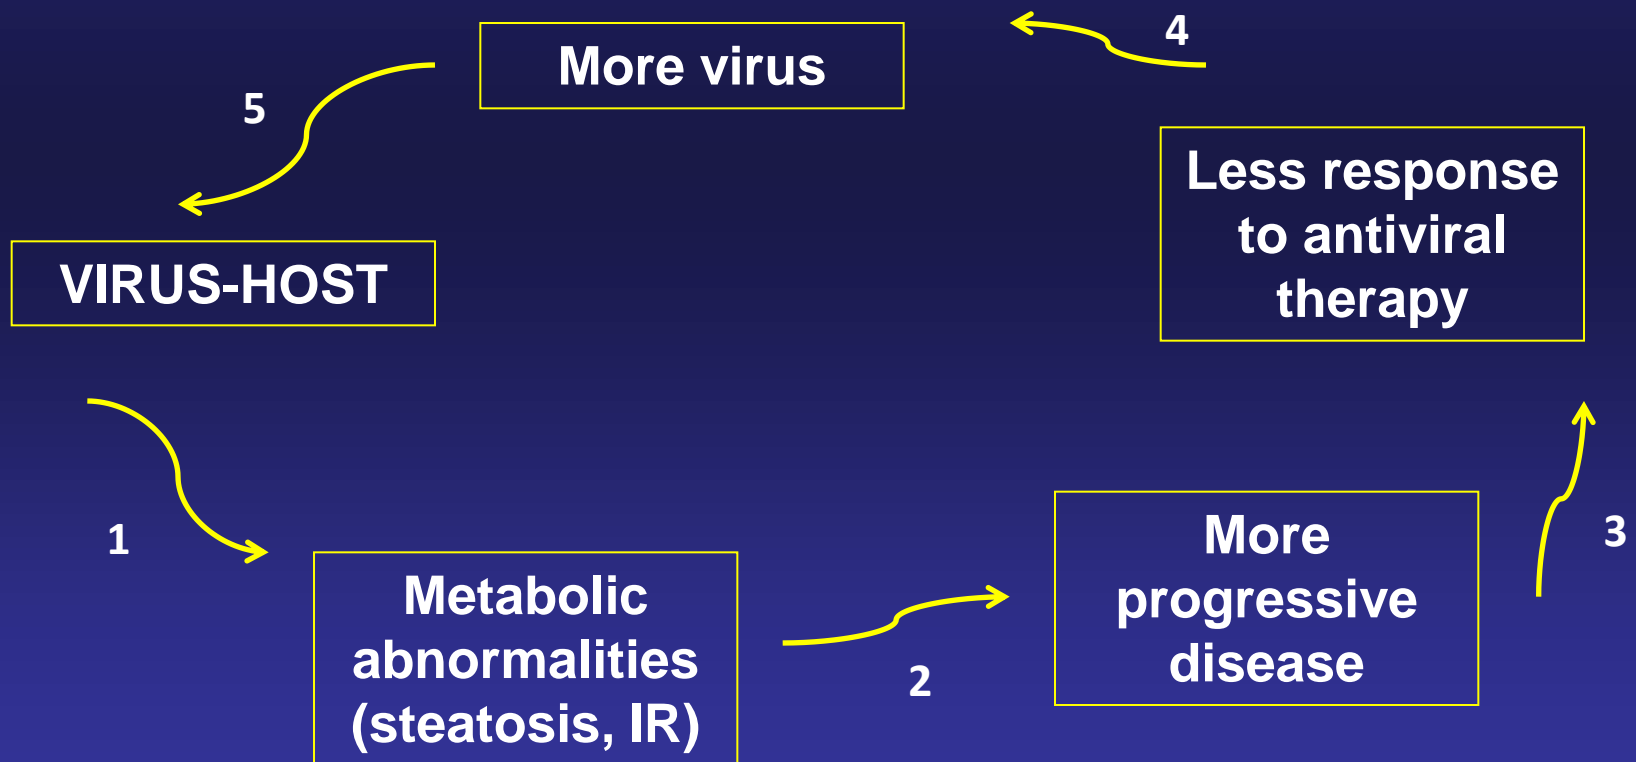 4
More virus
5
Less response
to antiviral
therapy
VIRUS-HOST
1
Metabolic
abnormalities
(steatosis, IR)
2
More
progressive
disease
3